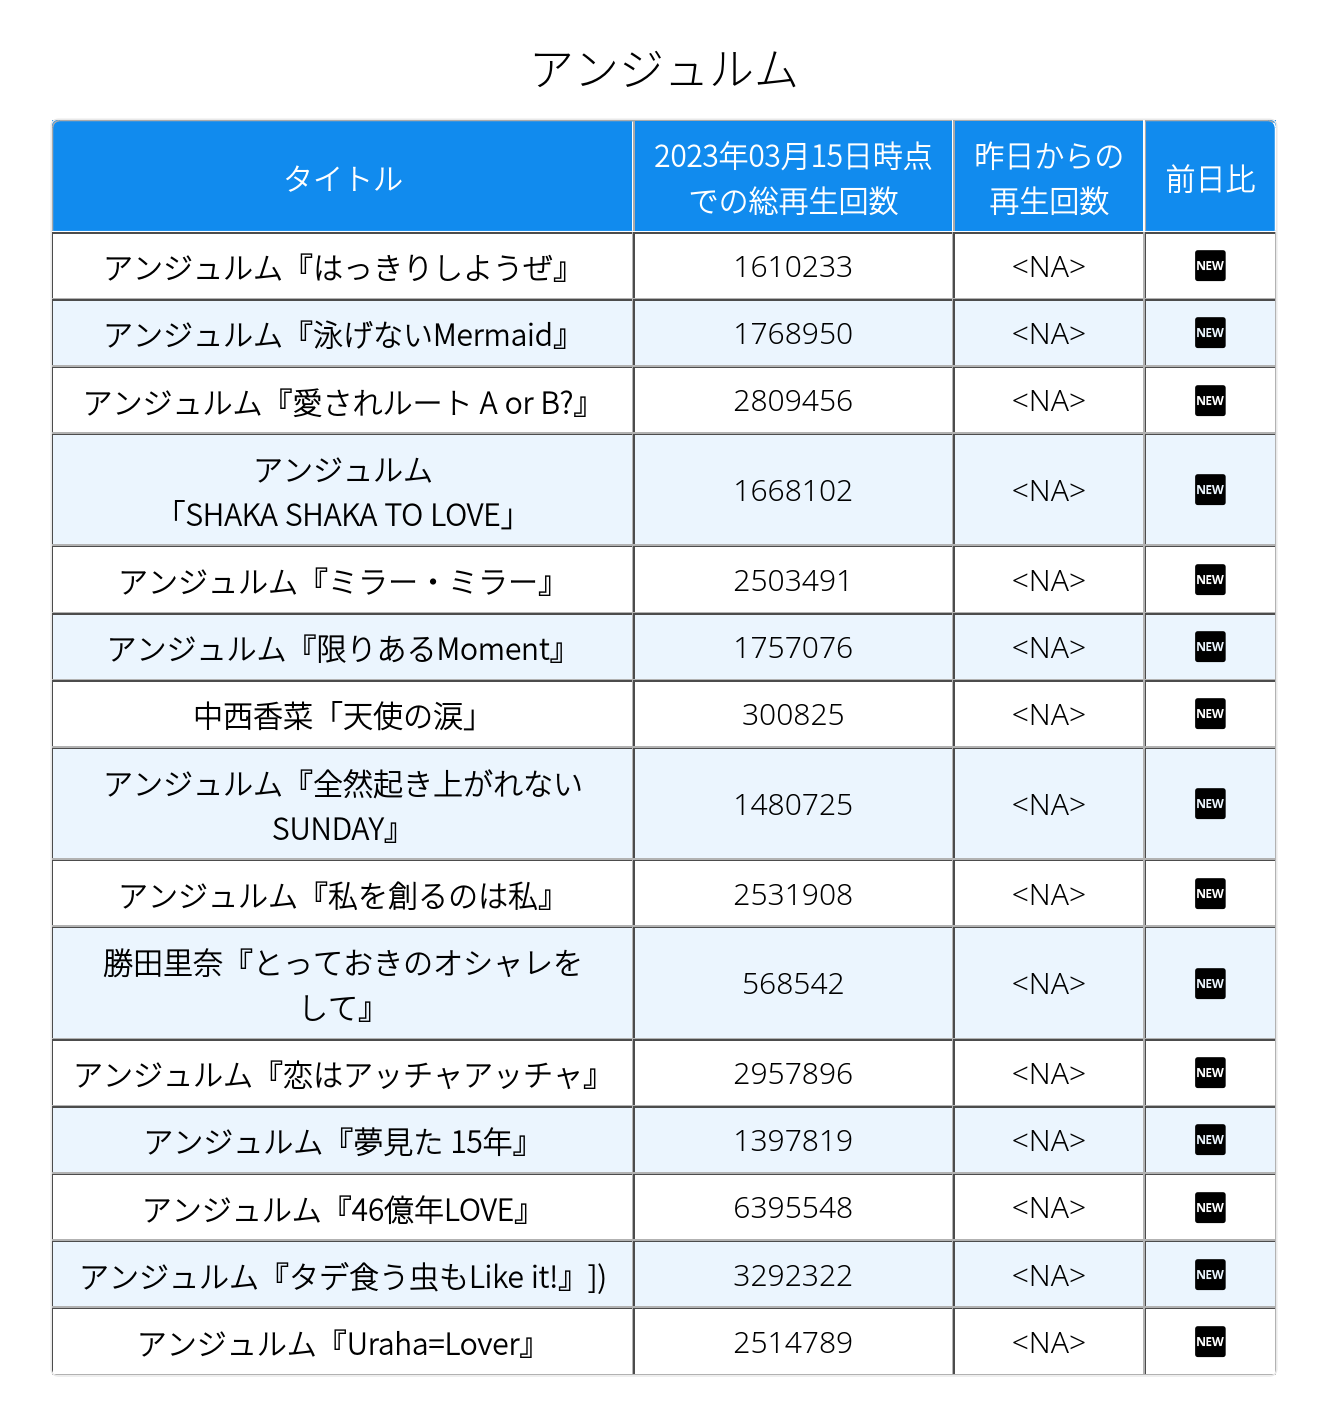 アンジュルム
タイトル
2023年03月15日時点
での総再生回数
昨日からの
再生回数
前日比
アンジュルム『はっきりしようぜ』 1610233 <NA> NEW
アンジュルム『泳げないMermaid』 1768950 <NA> NEW
アンジュルム『愛されルート A or B?』 2809456 <NA> NEW
アンジュルム
「SHAKA SHAKA TO LOVE」 1668102 <NA> NEW
アンジュルム『ミラー・ミラー』 2503491 <NA> NEW
アンジュルム『限りあるMoment』 1757076 <NA> NEW
中西香菜「天使の涙」 300825 <NA> NEW
アンジュルム『全然起き上がれない
SUNDAY』 1480725 <NA> NEW
アンジュルム『私を創るのは私』 2531908 <NA> NEW
勝田里奈『とっておきのオシャレを
して』 568542 <NA> NEW
アンジュルム『恋はアッチャアッチャ』 2957896 <NA> NEW
アンジュルム『夢見た 15年』 1397819 <NA> NEW
アンジュルム『46億年LOVE』 6395548 <NA> NEW
アンジュルム『タデ食う虫もLike it!』]) 3292322 <NA> NEW
アンジュルム『Uraha=Lover』 2514789 <NA> NEW